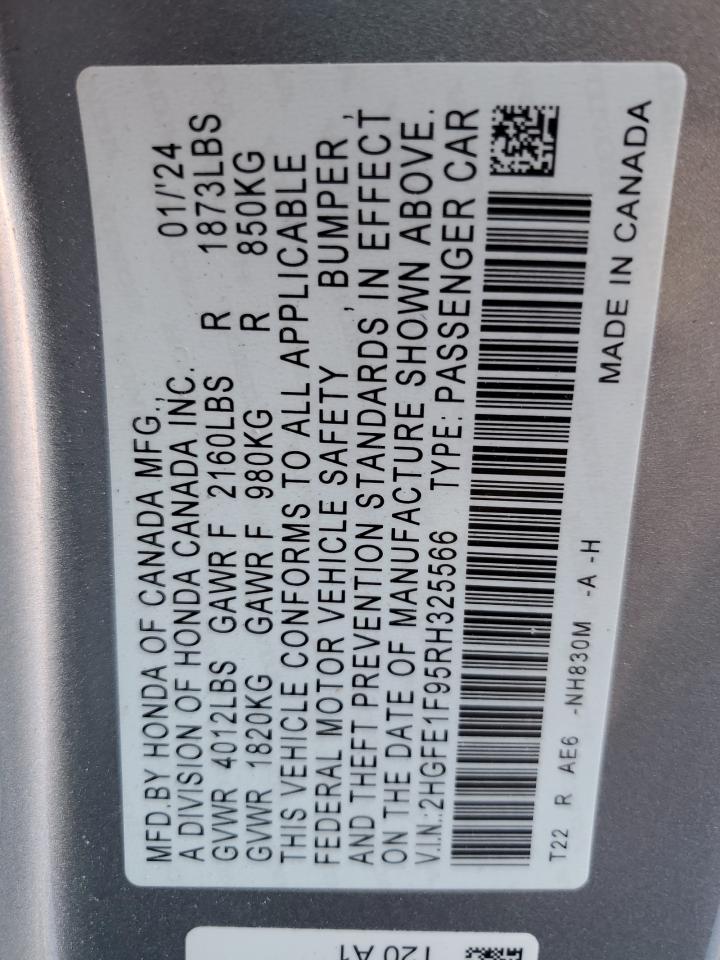 MFD.BY HONDA OF CANADA MFG., 01/'24
A DIVISION OF HONDA CANADA INC.
GVWR 4012LBS GAWR F 2160LBS R 1873LBS
GVWR 1820KG GAWR F 980KG R 850KG
THIS VEHICLE CONFORMS TO ALL APPLICABLE
FEDERAL MOTOR VEHICLE SAFETY , BUMPER ,
AND THEFT PREVENTION STANDARDS IN EFFECT
ON THE DATE OF MANUFACTURE SHOWN ABOVE.
V.I.N.:2HGFE1F95RH325566 TYPE: PASSENGER CAR
T22 R AE6 -NH830M -A -H
MADE IN CANADA